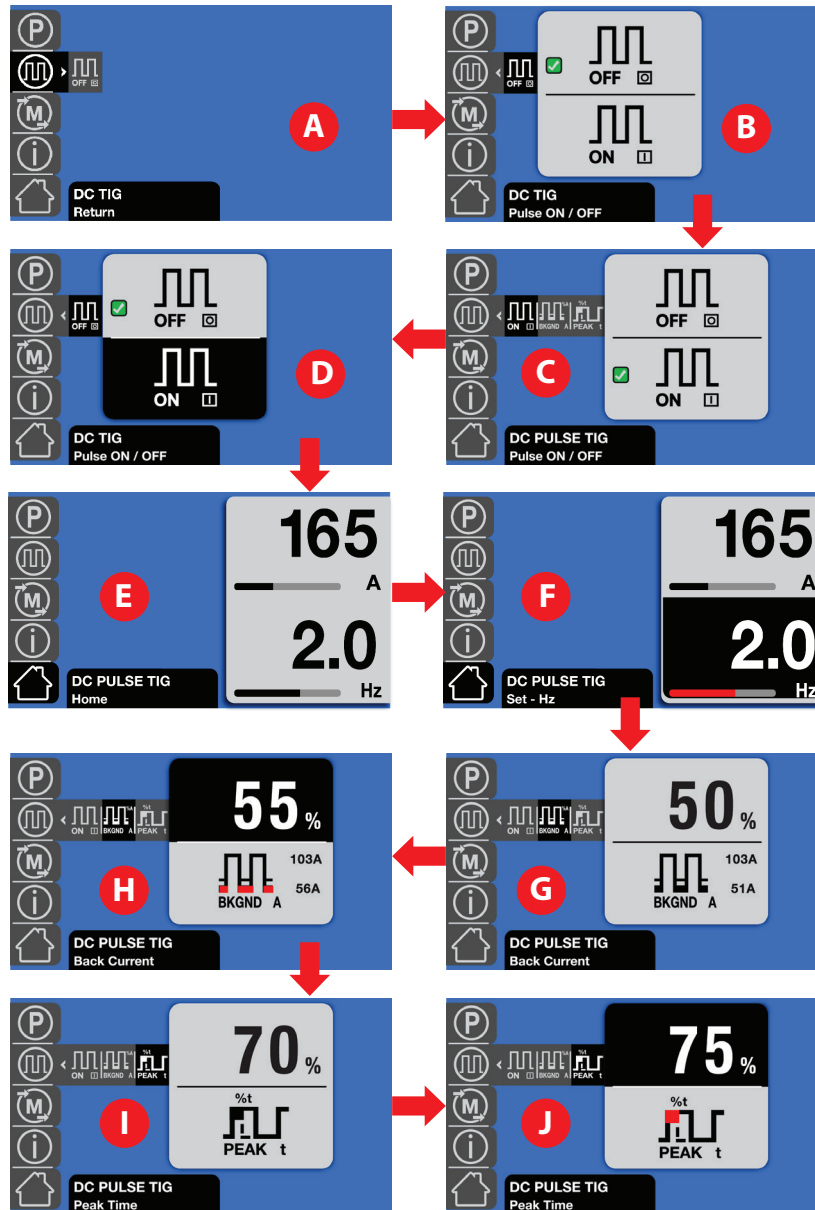 P
OFF
M
i
A
DC TIG
Return
P
OFF
OFF
ON
M
i
B
DC TIG
Pulse ON / OFF
P
OFF
OFF
ON
M
i
D
DC TIG
Pulse ON / OFF
P
ON BKGND A PEAK t
%t
OFF
ON
M
i
C
DC PULSE TIG
Pulse ON / OFF
P
165
A
2.0
Hz
M
i
E
DC PULSE TIG
Home
P
165
A
2.0
Hz
M
i
F
DC PULSE TIG
Set - Hz
P
ON BKGND A PEAK t
%t
55 %
103A
56A
BKGND A
M
i
H
DC PULSE TIG
Back Current
P
ON BKGND A PEAK t
%t
50 %
103A
51A
BKGND A
M
i
G
DC PULSE TIG
Back Current
P
ON BKGND A PEAK t
%t
70 %
%t
PEAK t
M
i
I
DC PULSE TIG
Peak Time
P
ON BKGND A PEAK t
%t
75 %
%t
PEAK t
M
i
J
DC PULSE TIG
Peak Time